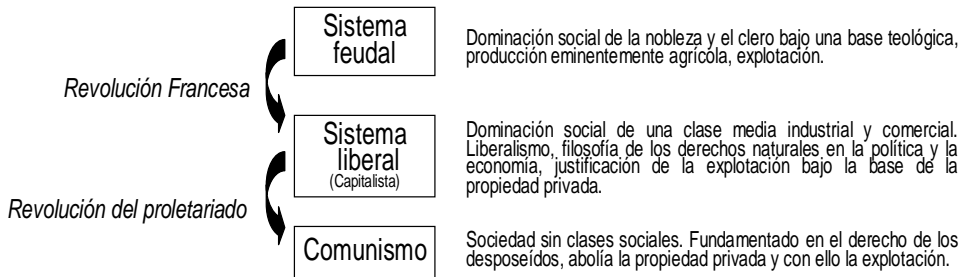 Sistema
feudal
Dominación social de la nobleza y el clero bajo una base teológica,
producción eminentemente agrícola, explotación.
Revolución Francesa
Sistema
liberal
(Capitalista)
Dominación social de una clase media industrial y comercial.
Liberalismo, filosofía de los derechos naturales en la política y la
economía, justificación de la explotación bajo la base de la
propiedad privada.
Revolución del proletariado
Comunismo
Sociedad sin clases sociales. Fundamentado en el derecho de los
desposeídos, abolía la propiedad privada y con ello la explotación.